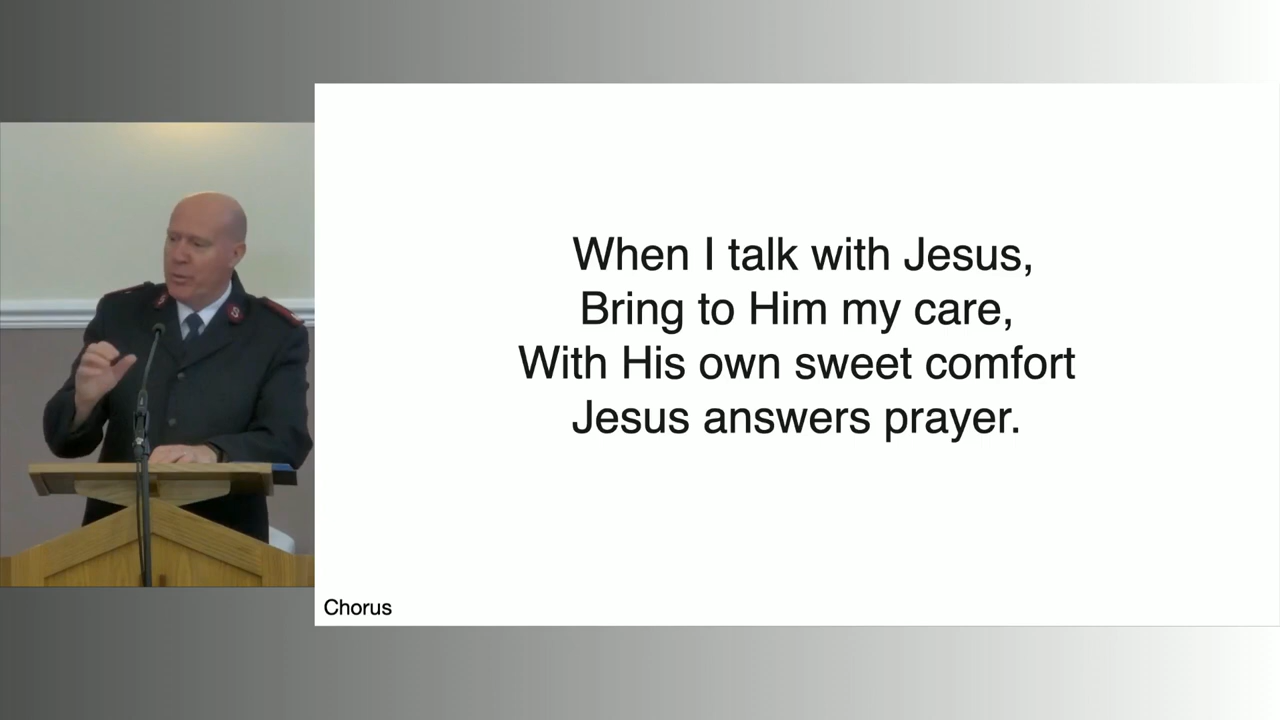 When I talk with Jesus,
Bring to Him my care,
With His own sweet comfort
Jesus answers prayer.
Chorus